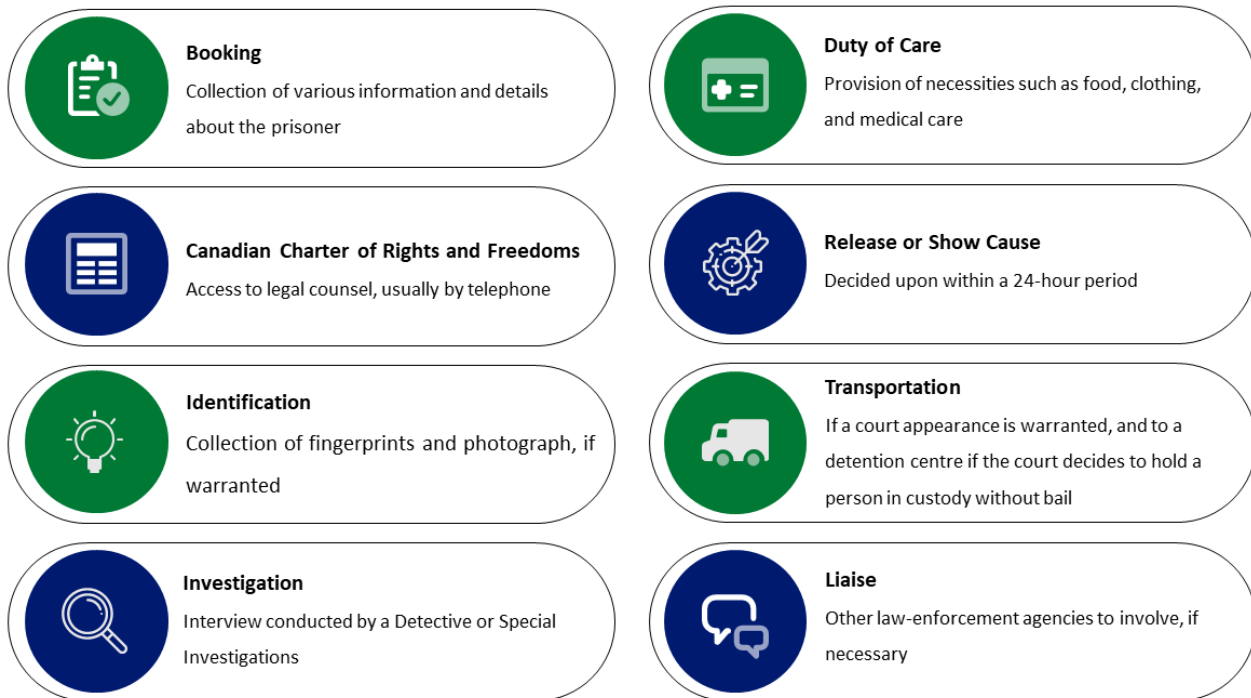 Booking
Collection of various information and details
about the prisoner
Canadian Charter of Rights and Freedoms
Access to legal counsel, usually by telephone
Identification
Collection of fingerprints and photograph, if
warranted
Investigation
Interview conducted by a Detective or Special
Investigations
Duty of Care
Provision of necessities such as food, clothing,
and medical care
Release or Show Cause
Decided upon within a 24-hour period
Transportation
If a court appearance is warranted, and to a
detention centre if the court decides to hold a
person in custody without bail
Liaise
Other law-enforcement agencies to involve, if
necessary